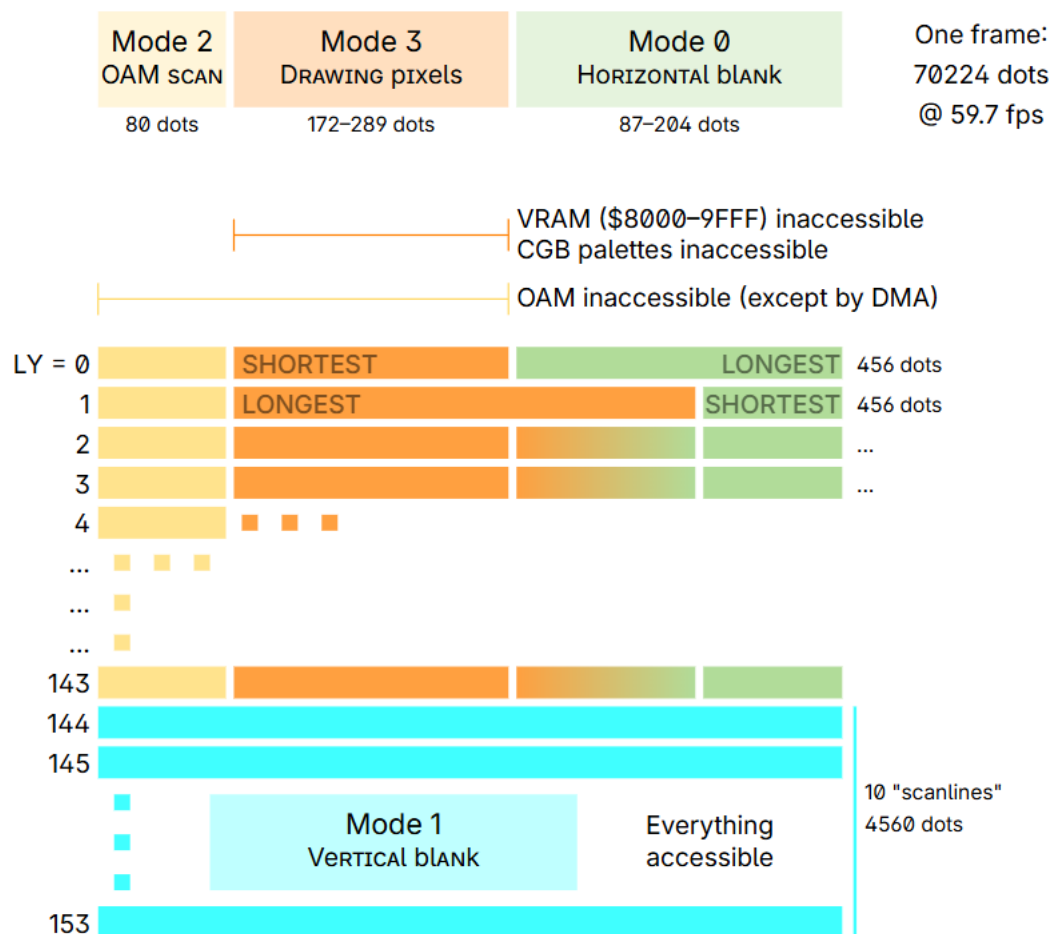 Mode 2
OAM scan
Mode 3
Drawing pixels
Mode 0
Horizontal blank
One frame:
70224 dots
@ 59.7 fps
80 dots
172–289 dots
87–204 dots
VRAM ($8000–9FFF) inaccessible
CGB palettes inaccessible
OAM inaccessible (except by DMA)
LY = 0 SHORTEST LONGEST 456 dots
1 LONGEST SHORTEST 456 dots
2 ...
3 ...
4
...
...
...
143
144
145
10 "scanlines"
4560 dots
Mode 1
Vertical blank
Everything
accessible
153